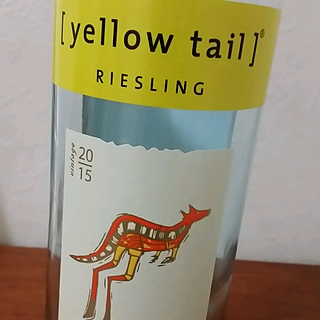 [ yellow tail ]®
RIESLING
vintage 20
15